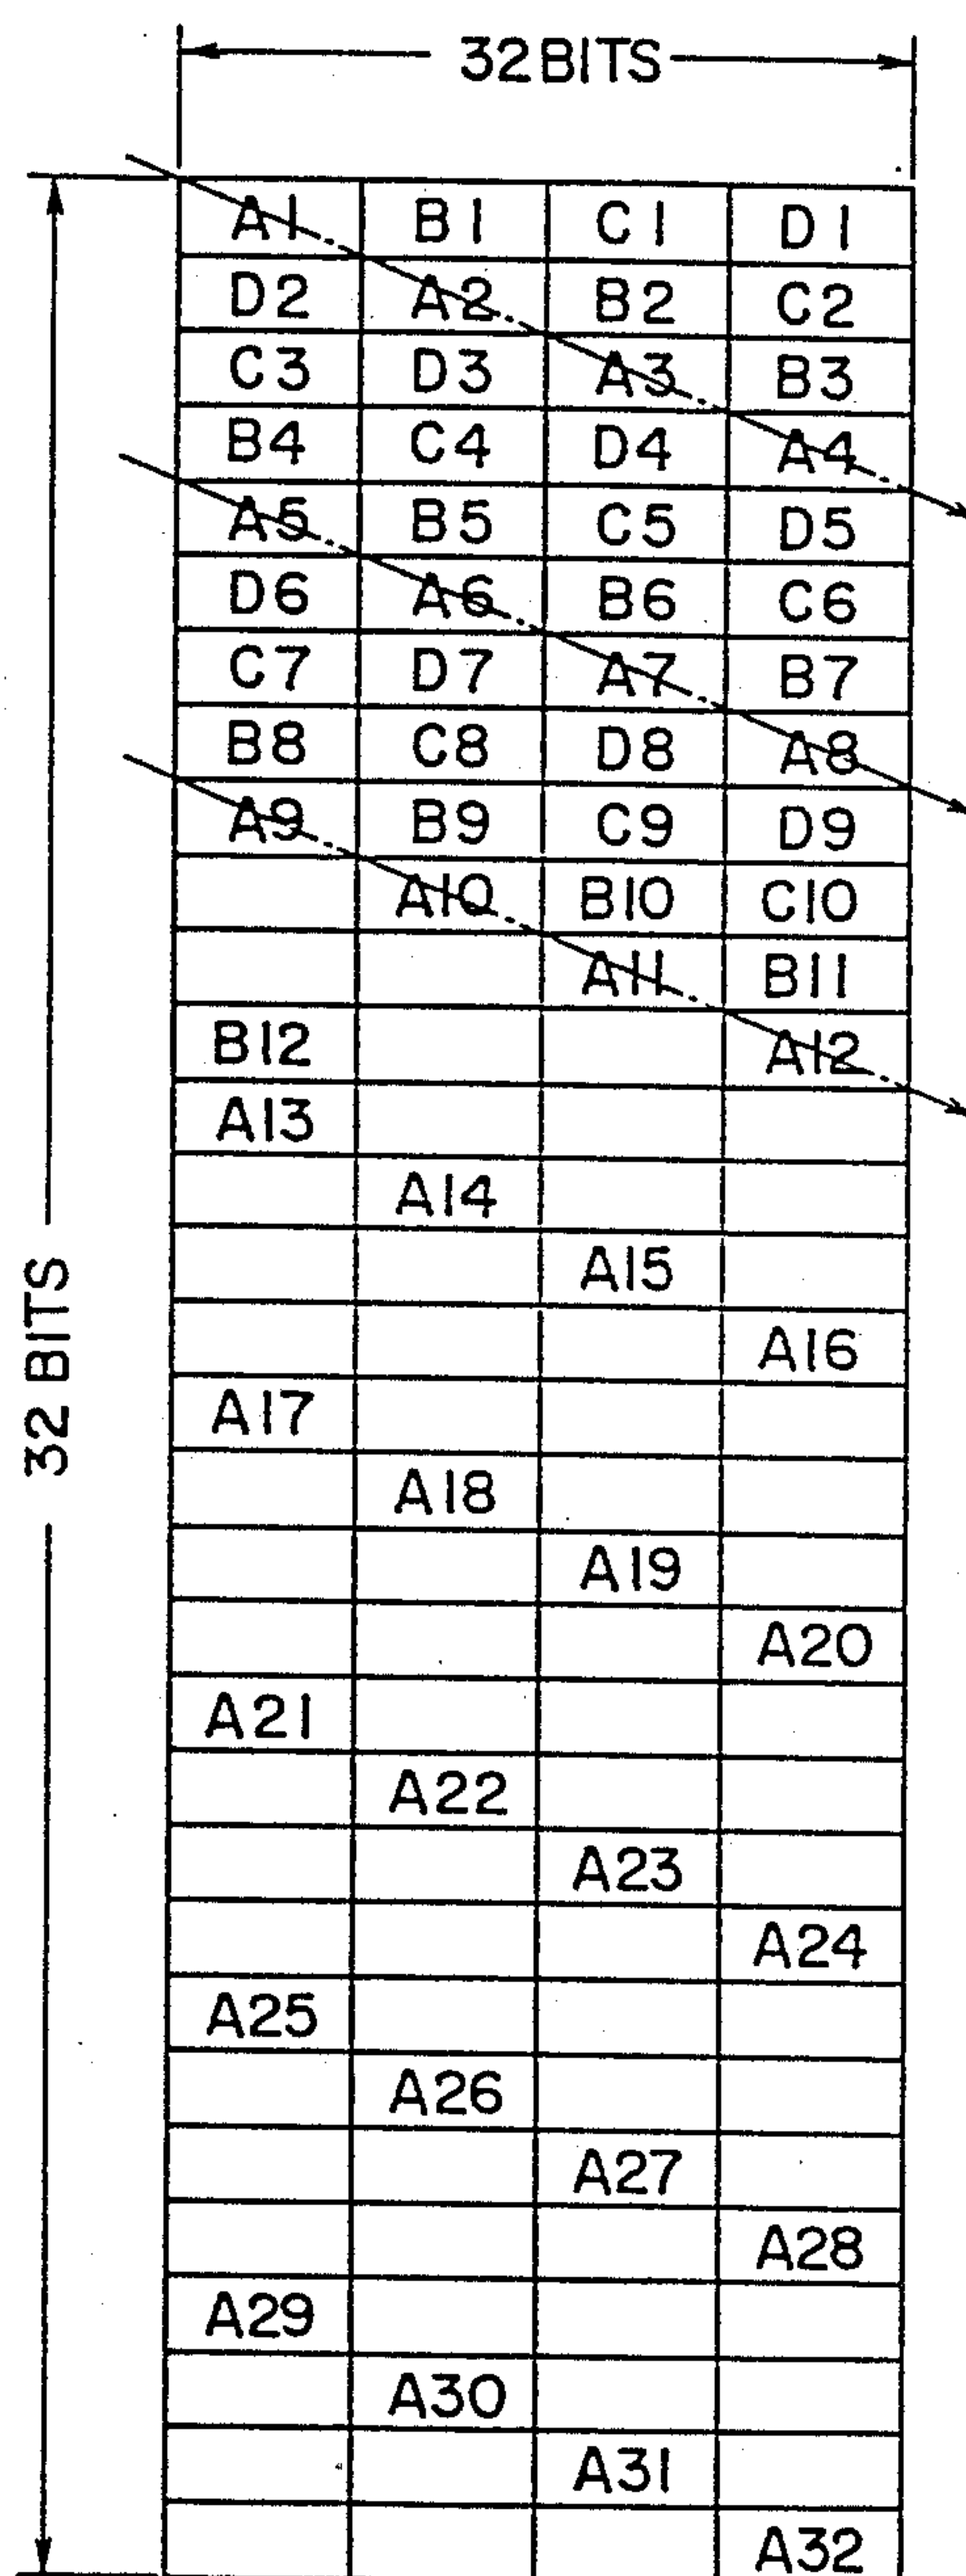 32BITS
A1 B1 C1 D1
D2 A2 B2 C2
C3 D3 A3 B3
B4 C4 D4 A4
A5 B5 C5 D5
D6 A6 B6 C6
C7 D7 A7 B7
B8 C8 D8 A8
A9 B9 C9 D9
A10 B10 C10
A11 B11
B12 A12
A13
A14
A15
A16
A17
A18
A19
A20
A21
A22
A23
A24
A25
A26
A27
A28
A29
A30
A31
A32
32 BITS